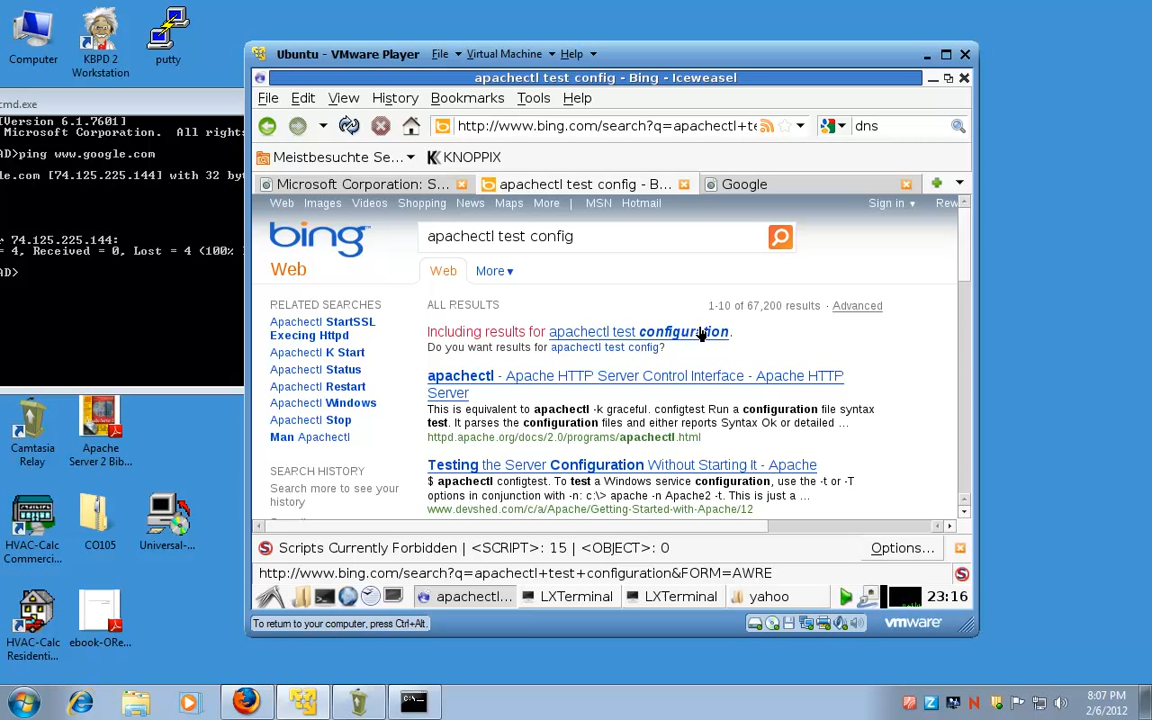 Computer
KBPD 2
Workstation
putty
cmd.exe
[Version 6.1.7601]
Microsoft Corporation. All rights
AD>ping www.google.com
le.com [74.125.225.144] with 32 byt
r 74.125.225.144:
= 4, Received = 0, Lost = 4 (100%
AD>
Camtasia
Relay
Apache
Server 2 Bib...
HVAC-Calc
Commerci...
CO105
Universal-...
HVAC-Calc
Residenti...
ebook-ORe...
Ubuntu - VMware Player
File
Virtual Machine
Help
apachectl test config - Bing - Iceweasel
File Edit View History Bookmarks Tools Help
http://www.bing.com/search?q=apachectl+te
dns
Meistbesuchte Se...
KNOPPIX
Microsoft Corporation: S...
apachectl test config - B...
Google
Web Images Videos Shopping News Maps More | MSN Hotmail
Sign in
Rew
bing
apachectl test config
Web
Web
More
RELATED SEARCHES
Apachectl StartSSL
Execing Httpd
Apachectl K Start
Apachectl Status
Apachectl Restart
Apachectl Windows
Apachectl Stop
Man Apachectl
SEARCH HISTORY
Search more to see your
history
ALL RESULTS
1-10 of 67,200 results · Advanced
Including results for apachectl test configuration.
Do you want results for apachectl test config?
apachectl - Apache HTTP Server Control Interface - Apache HTTP
Server
This is equivalent to apachectl -k graceful. configtest Run a configuration file syntax
test. It parses the configuration files and either reports Syntax Ok or detailed ...
httpd.apache.org/docs/2.0/programs/apachectl.html
Testing the Server Configuration Without Starting It - Apache
$ apachectl configtest. To test a Windows service configuration, use the -t or -T
options in conjunction with -n: c:\> apache -n Apache2 -t. This is just a ...
www.devshed.com/c/a/Apache/Getting-Started-with-Apache/12
Scripts Currently Forbidden | <SCRIPT>: 15 | <OBJECT>: 0
Options...
http://www.bing.com/search?q=apachectl+test+configuration&FORM=AWRE
apachectl...
LXTerminal
LXTerminal
yahoo
23:16
To return to your computer, press Ctrl+Alt.
vmware
8:07 PM
2/6/2012